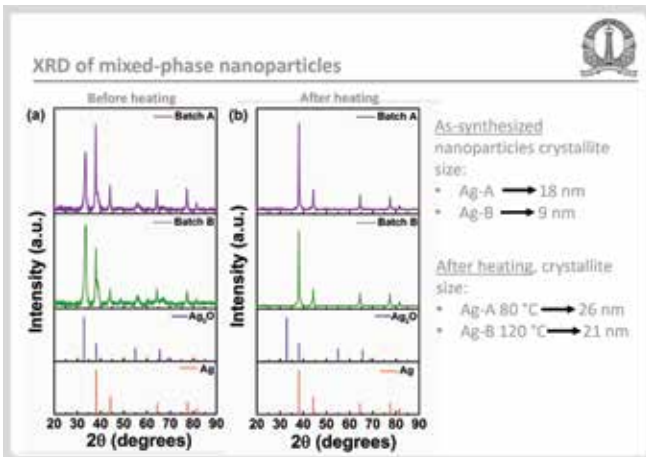 XRD of mixed-phase nanoparticles
Before heating
After heating
(a)
Batch A
(b)
Batch A
Batch B
Batch B
Ag₂O
Ag₂O
Ag
Ag
Intensity (a.u.)
Intensity (a.u.)
20 30 40 50 60 70 80 90
20 30 40 50 60 70 80 90
2θ (degrees)
2θ (degrees)
As-synthesized
nanoparticles crystallite
size:
• Ag-A → 18 nm
• Ag-B → 9 nm
After heating, crystallite
size:
• Ag-A 80 °C → 26 nm
• Ag-B 120 °C → 21 nm